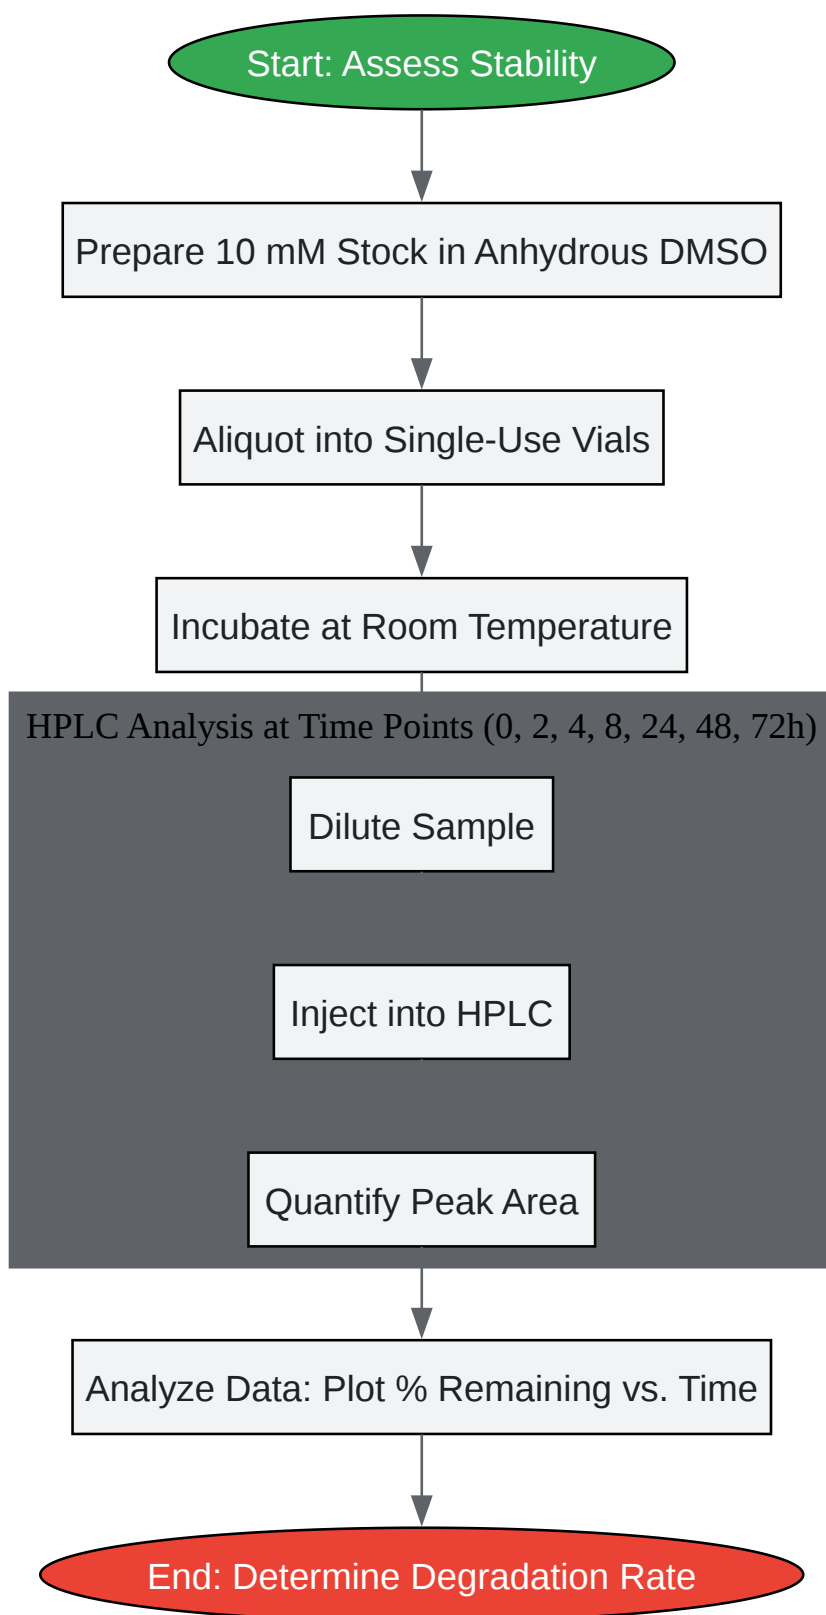 Start: Assess Stability
Prepare 10 mM Stock in Anhydrous DMSO
Aliquot into Single-Use Vials
Incubate at Room Temperature
HPLC Analysis at Time Points (0, 2, 4, 8, 24, 48, 72h)
Dilute Sample
Inject into HPLC
Quantify Peak Area
Analyze Data: Plot % Remaining vs. Time
End: Determine Degradation Rate